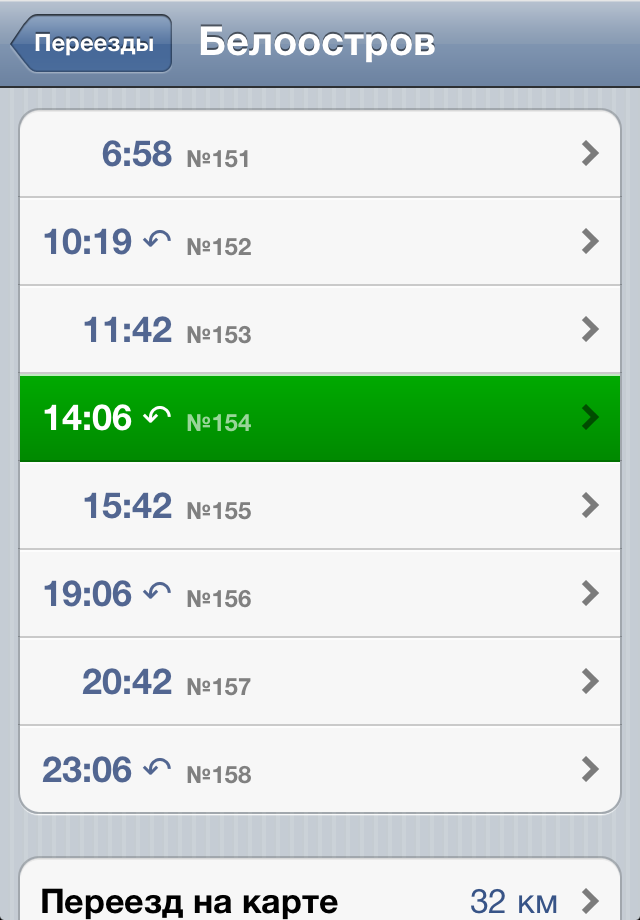 Переезды
Белоостров
6:58 №151
10:19 ↶ №152
11:42 №153
14:06 ↶ №154
15:42 №155
19:06 ↶ №156
20:42 №157
23:06 ↶ №158
Переезд на карте 32 км